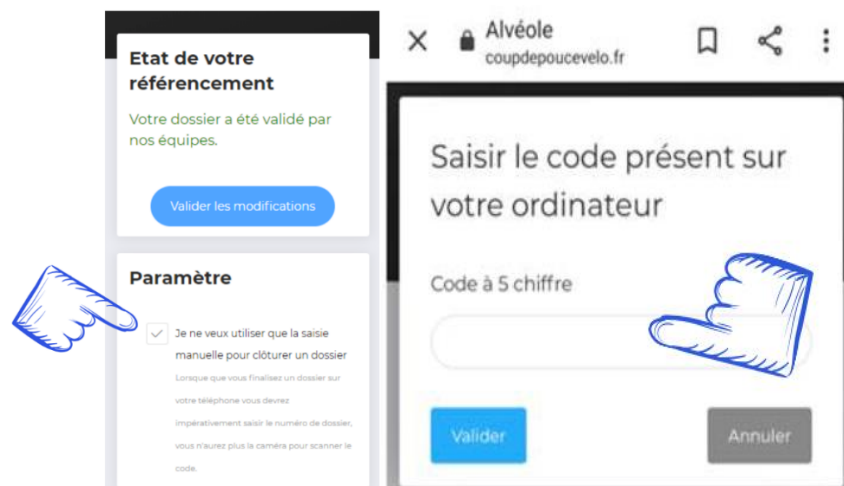 Etat de votre
référencement
Votre dossier a été validé par
nos équipes.
Valider les modifications
Paramètre
Je ne veux utiliser que la saisie
manuelle pour clôturer un dossier
Lorsque que vous finalisez un dossier sur
votre téléphone vous devrez
impérativement saisir le numéro de dossier,
vous n'aurez plus la caméra pour scanner le
code.
Alvéole
coupdepoucevelo.fr
Saisir le code présent sur
votre ordinateur
Code à 5 chiffre
Valider
Annuler